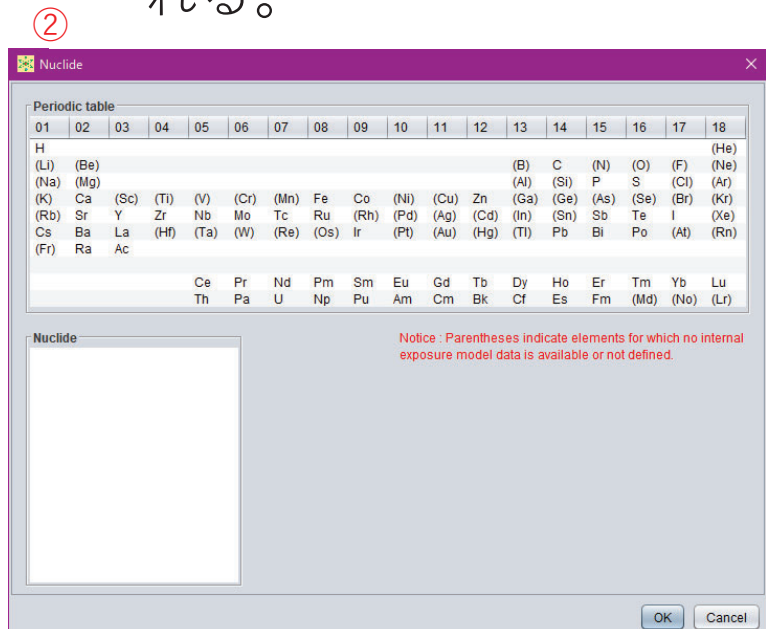 れる。
②
Nuclide
Periodic table
01 02 03 04 05 06 07 08 09 10 11 12 13 14 15 16 17 18
H (He)
(Li) (Be) (B) C (N) (O) (F) (Ne)
(Na) (Mg) (Al) (Si) P S (Cl) (Ar)
(K) Ca (Sc) (Ti) (V) (Cr) (Mn) Fe Co (Ni) (Cu) Zn (Ga) (Ge) (As) (Se) (Br) (Kr)
(Rb) Sr Y Zr Nb Mo Tc Ru (Rh) (Pd) (Ag) (Cd) (In) (Sn) Sb Te I (Xe)
Cs Ba La (Hf) (Ta) (W) (Re) (Os) Ir (Pt) (Au) (Hg) (Tl) Pb Bi Po (At) (Rn)
(Fr) Ra Ac
Ce Pr Nd Pm Sm Eu Gd Tb Dy Ho Er Tm Yb Lu
Th Pa U Np Pu Am Cm Bk Cf Es Fm (Md) (No) (Lr)
Nuclide
Notice : Parentheses indicate elements for which no internal
exposure model data is available or not defined.
OK Cancel